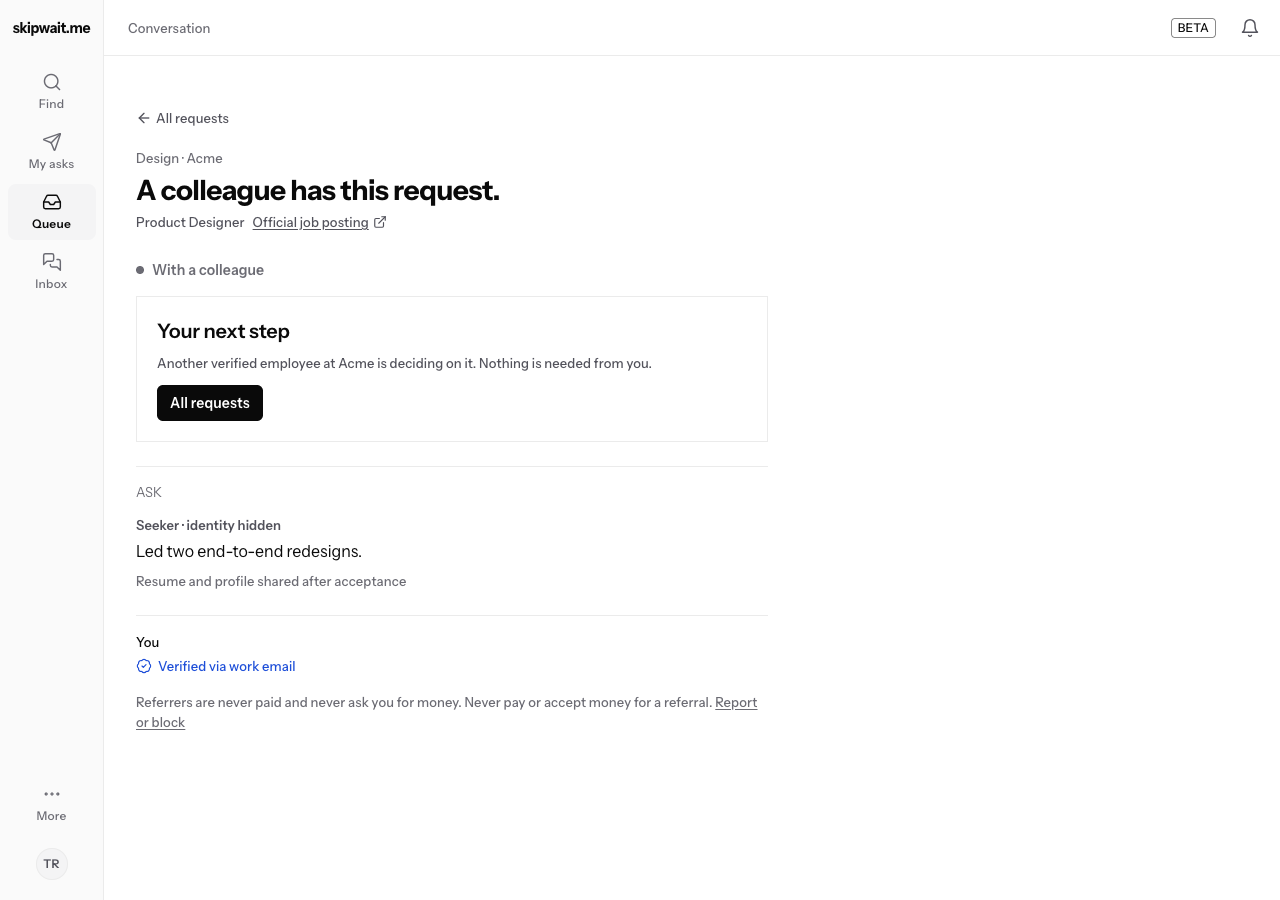 skipwait.me
Conversation
BETA
Find
My asks
Queue
Inbox
All requests
Design · Acme
A colleague has this request.
Product Designer Official job posting
With a colleague
Your next step
Another verified employee at Acme is deciding on it. Nothing is needed from you.
All requests
ASK
Seeker · identity hidden
Led two end-to-end redesigns.
Resume and profile shared after acceptance
You
Verified via work email
Referrers are never paid and never ask you for money. Never pay or accept money for a referral. Report
or block
More
TR